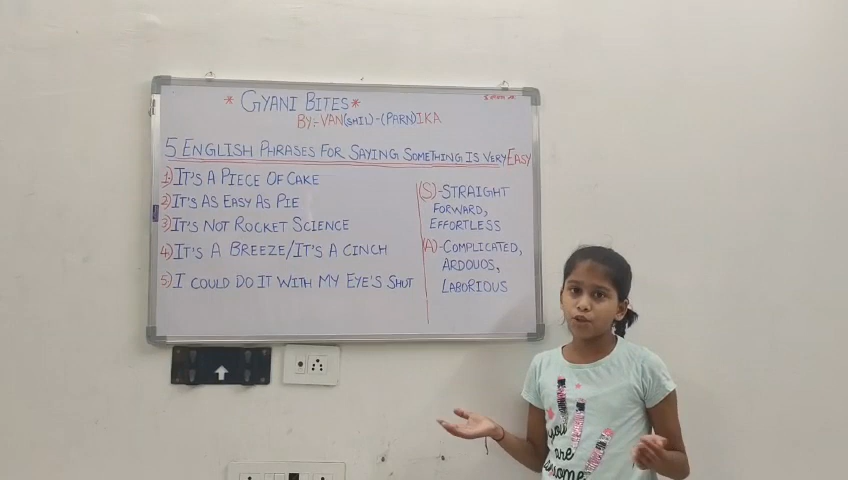 * GYANI BITES *
BY:- VAN(SHIL)-(PARN)IKA
5 ENGLISH PHRASES FOR SAYING SOMETHING IS VERY EASY
1) IT'S A PIECE OF CAKE
2) IT'S AS EASY AS PIE
3) IT'S NOT ROCKET SCIENCE
4) IT'S A BREEZE/IT'S A CINCH
5) I COULD DO IT WITH MY EYE'S SHUT
(S)-STRAIGHT
FORWARD,
EFFORTLESS
(A)-COMPLICATED,
ARDOUOS,
LABORIOUS
you
are